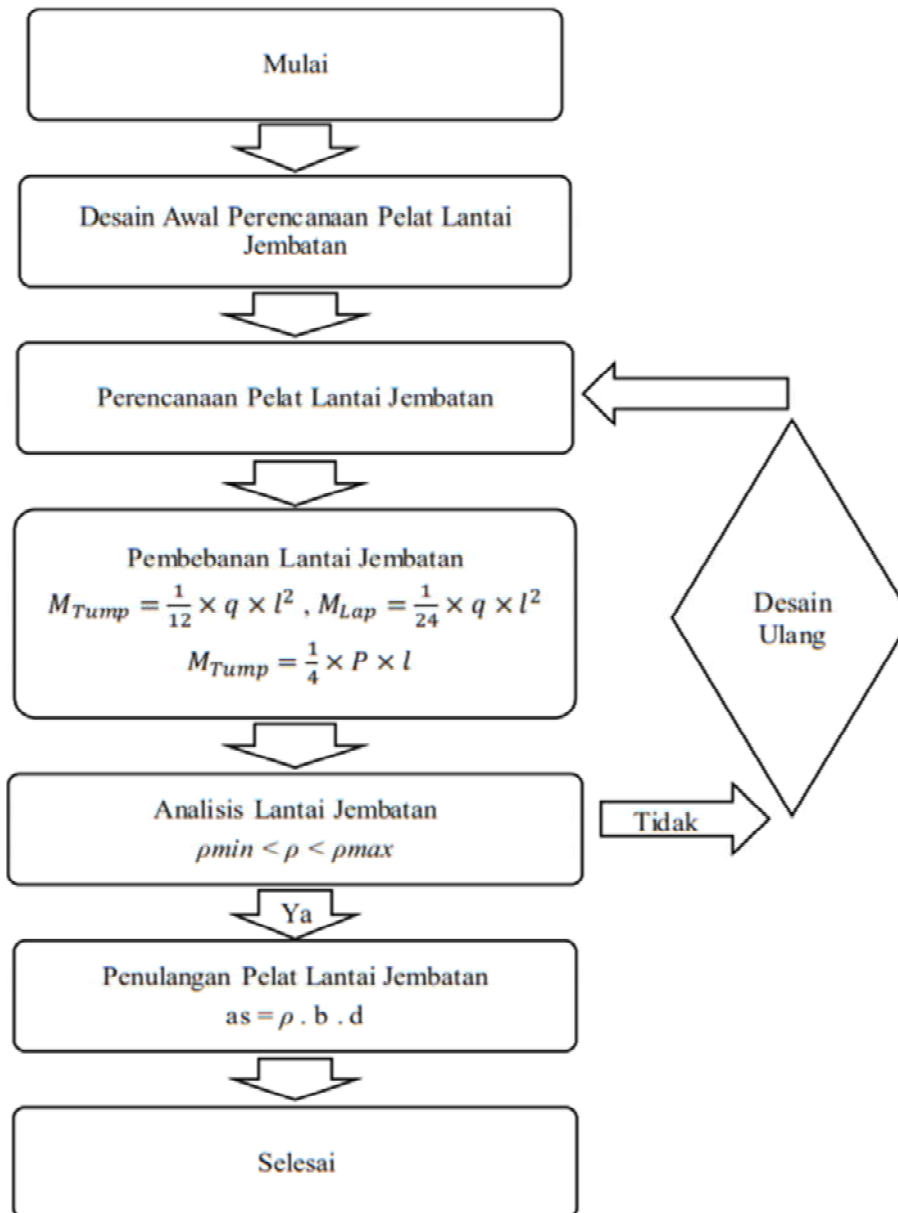 Mulai
Desain Awal Perencanaan Pelat Lantai
Jembatan
Perencanaan Pelat Lantai Jembatan
Pembebanan Lantai Jembatan
M_Tump = 1/12 × q × l² , M_Lap = 1/24 × q × l²
M_Tump = 1/4 × P × l
Desain
Ulang
Analisis Lantai Jembatan
ρmin < ρ < ρmax
Tidak
Ya
Penulangan Pelat Lantai Jembatan
as = ρ . b . d
Selesai